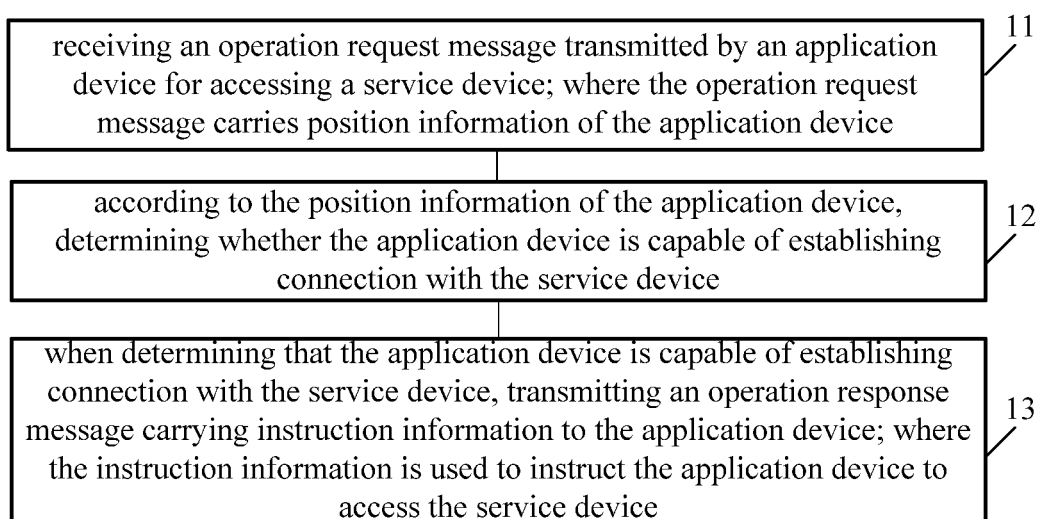 receiving an operation request message transmitted by an application
device for accessing a service device; where the operation request
message carries position information of the application device
11
according to the position information of the application device,
determining whether the application device is capable of establishing
connection with the service device
12
when determining that the application device is capable of establishing
connection with the service device, transmitting an operation response
message carrying instruction information to the application device; where
the instruction information is used to instruct the application device to
access the service device
13